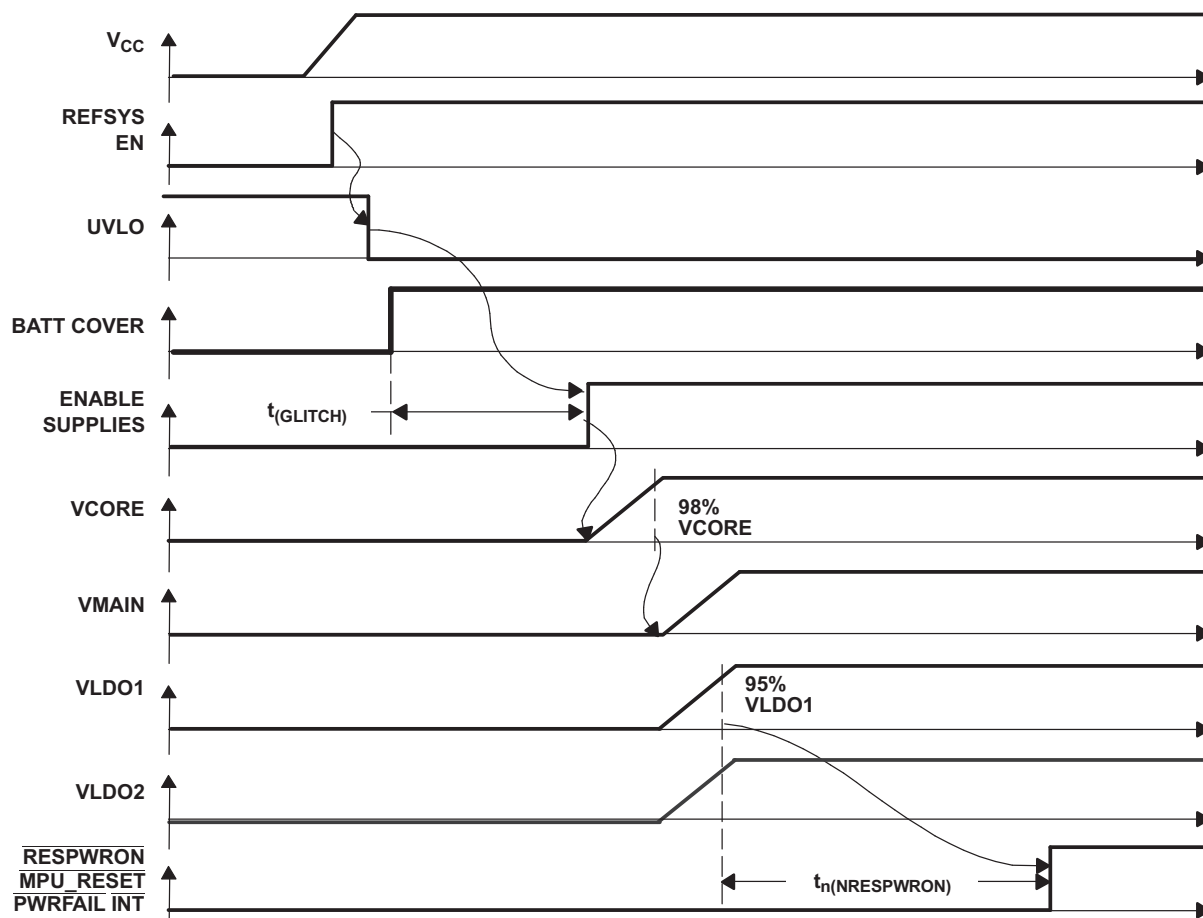 VCC
REFSYS
EN
UVLO
BATT COVER
ENABLE
SUPPLIES
t(GLITCH)
VCORE
98%
VCORE
VMAIN
VLDO1
95%
VLDO1
VLDO2
RESPWRON
MPU_RESET
PWRFAIL INT
tn(NRESPWRON)